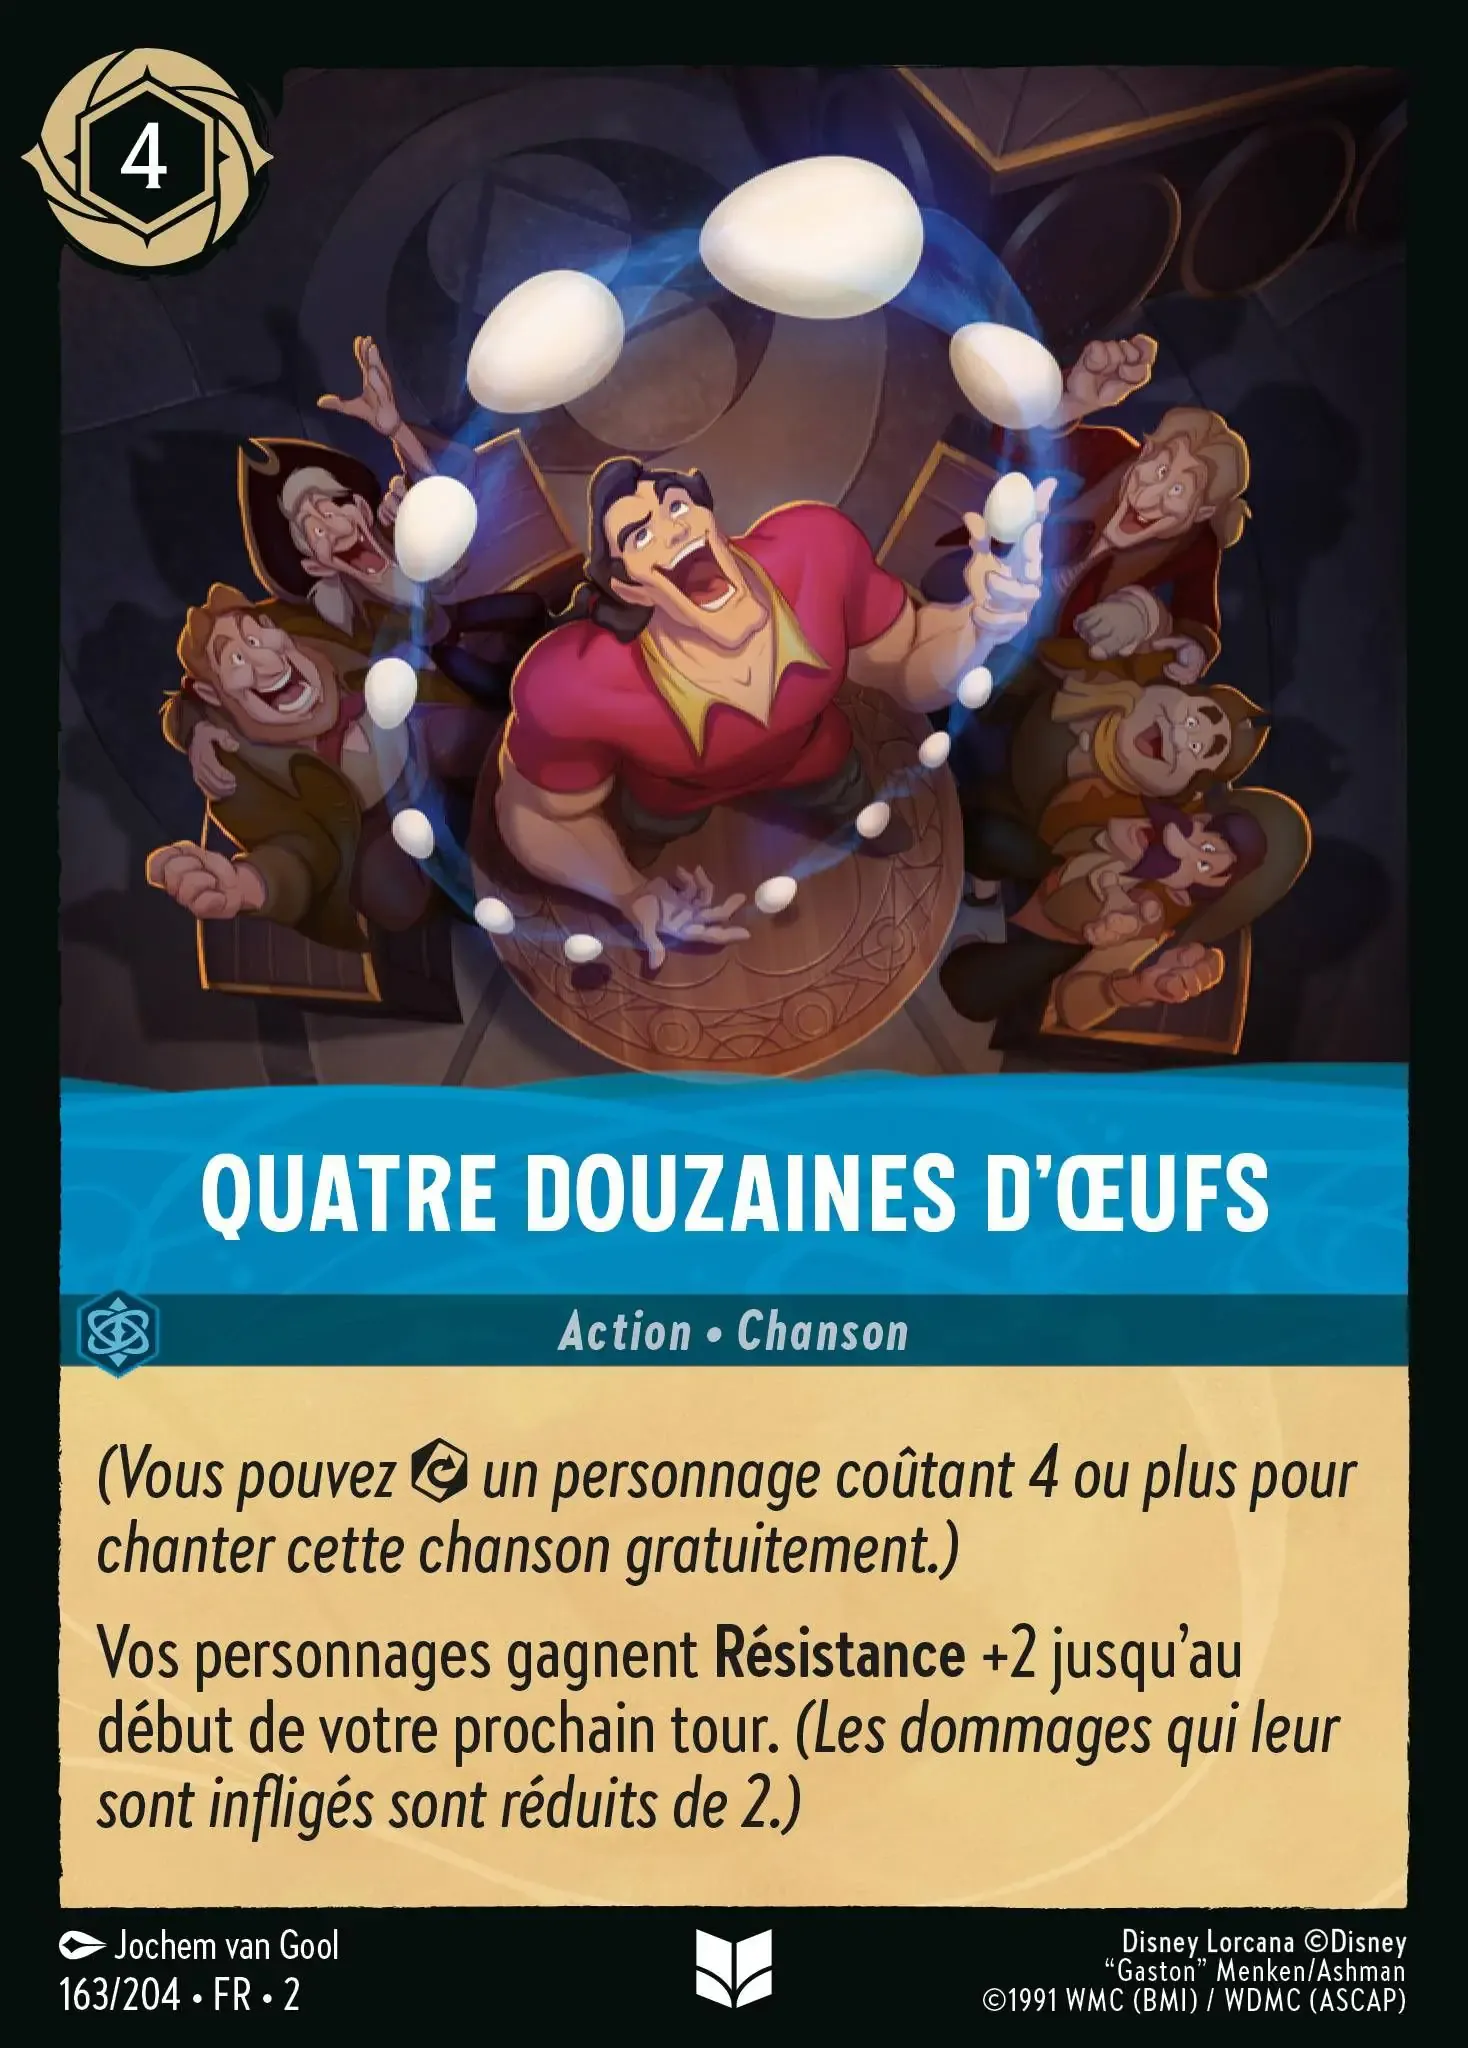 4
QUATRE DOUZAINES D'ŒUFS
Action • Chanson
(Vous pouvez un personnage coûtant 4 ou plus pour
chanter cette chanson gratuitement.)
Vos personnages gagnent Résistance +2 jusqu'au
début de votre prochain tour. (Les dommages qui leur
sont infligés sont réduits de 2.)
Jochem van Gool
163/204 • FR • 2
Disney Lorcana ©Disney
“Gaston” Menken/Ashman
©1991 WMC (BMI) / WDMC (ASCAP)